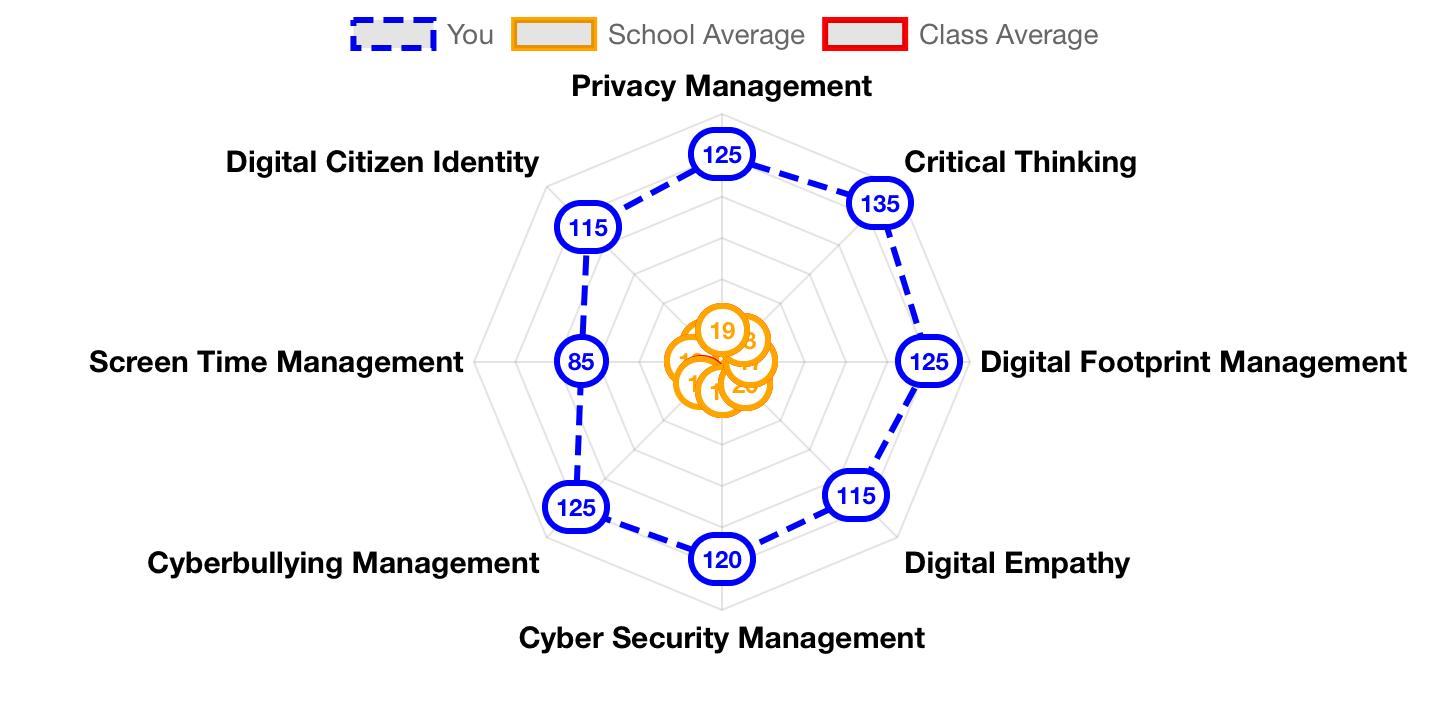 You School Average Class Average
Privacy Management
Digital Citizen Identity
Critical Thinking
125
135
115
19
Screen Time Management
85
125
Digital Footprint Management
125
115
120
Cyberbullying Management
Digital Empathy
Cyber Security Management